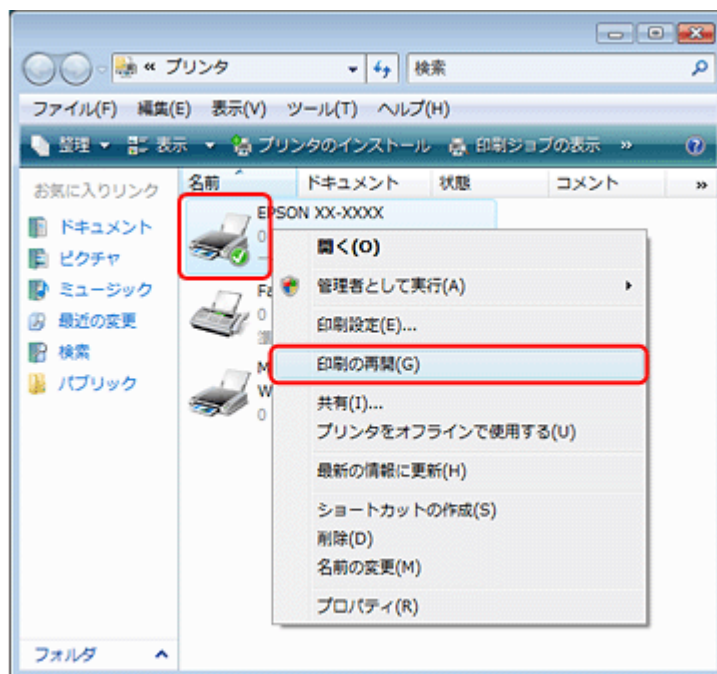 « プリンタ
検索
ファイル(F) 編集(E) 表示(V) ツール(T) ヘルプ(H)
整理 表示 プリンタのインストール 印刷ジョブの表示 »
お気に入りリンク
ドキュメント
ピクチャ
ミュージック
最近の変更
検索
パブリック
フォルダ
名前 ドキュメント 状態 コメント »
EPSON XX-XXXX
0
Fa
0
M
W
0
開く(O)
管理者として実行(A)
印刷設定(E)...
印刷の再開(G)
共有(I)...
プリンタをオフラインで使用する(U)
最新の情報に更新(H)
ショートカットの作成(S)
削除(D)
名前の変更(M)
プロパティ(R)